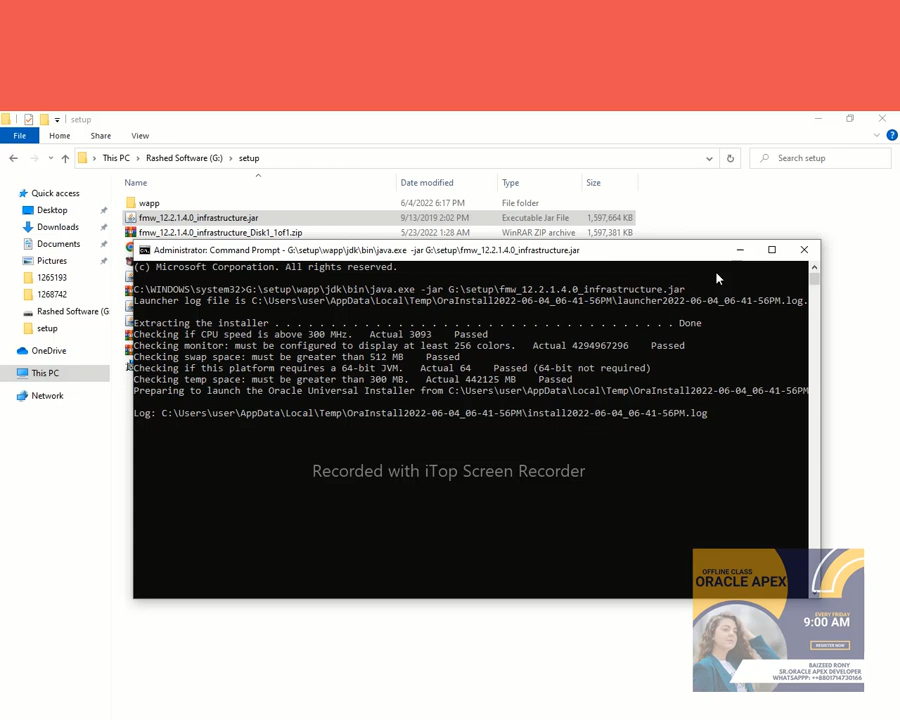 setup
File
Home
Share
View
This PC
Rashed Software (G:)
setup
Search setup
Name
Date modified
Type
Size
Quick access
Desktop
Downloads
Documents
Pictures
1265193
1268742
Rashed Software (G:
setup
OneDrive
This PC
Network
wapp
6/4/2022 6:17 PM
File folder
fmw_12.2.1.4.0_infrastructure.jar
9/13/2019 2:02 PM
Executable Jar File
1,597,664 KB
fmw_12.2.1.4.0_infrastructure_Disk1_1of1.zip
5/23/2022 1:28 AM
WinRAR ZIP archive
1,597,381 KB
Administrator: Command Prompt - G:\setup\wapp\jdk\bin\java.exe -jar G:\setup\fmw_12.2.1.4.0_infrastructure.jar
(c) Microsoft Corporation. All rights reserved.
C:\WINDOWS\system32>G:\setup\wapp\jdk\bin\java.exe -jar G:\setup\fmw_12.2.1.4.0_infrastructure.jar
Launcher log file is C:\Users\user\AppData\Local\Temp\OraInstall2022-06-04_06-41-56PM\launcher2022-06-04_06-41-56PM.log.
Extracting the installer . . . . . . . . . . . . . . . . . . . . . . . . . . . . . . . . . . . . Done
Checking if CPU speed is above 300 MHz. Actual 3093 Passed
Checking monitor: must be configured to display at least 256 colors. Actual 4294967296 Passed
Checking swap space: must be greater than 512 MB Passed
Checking if this platform requires a 64-bit JVM. Actual 64 Passed (64-bit not required)
Checking temp space: must be greater than 300 MB. Actual 442125 MB Passed
Preparing to launch the Oracle Universal Installer from C:\Users\user\AppData\Local\Temp\OraInstall2022-06-04_06-41-56PM
Log: C:\Users\user\AppData\Local\Temp\OraInstall2022-06-04_06-41-56PM\install2022-06-04_06-41-56PM.log
Recorded with iTop Screen Recorder
OFFLINE CLASS
ORACLE APEX
EVERY FRIDAY
9:00 AM
REGISTER NOW
BAIZEED RONY
SR.ORACLE APEX DEVELOPER
WHATSAPPP: ++8801714730166